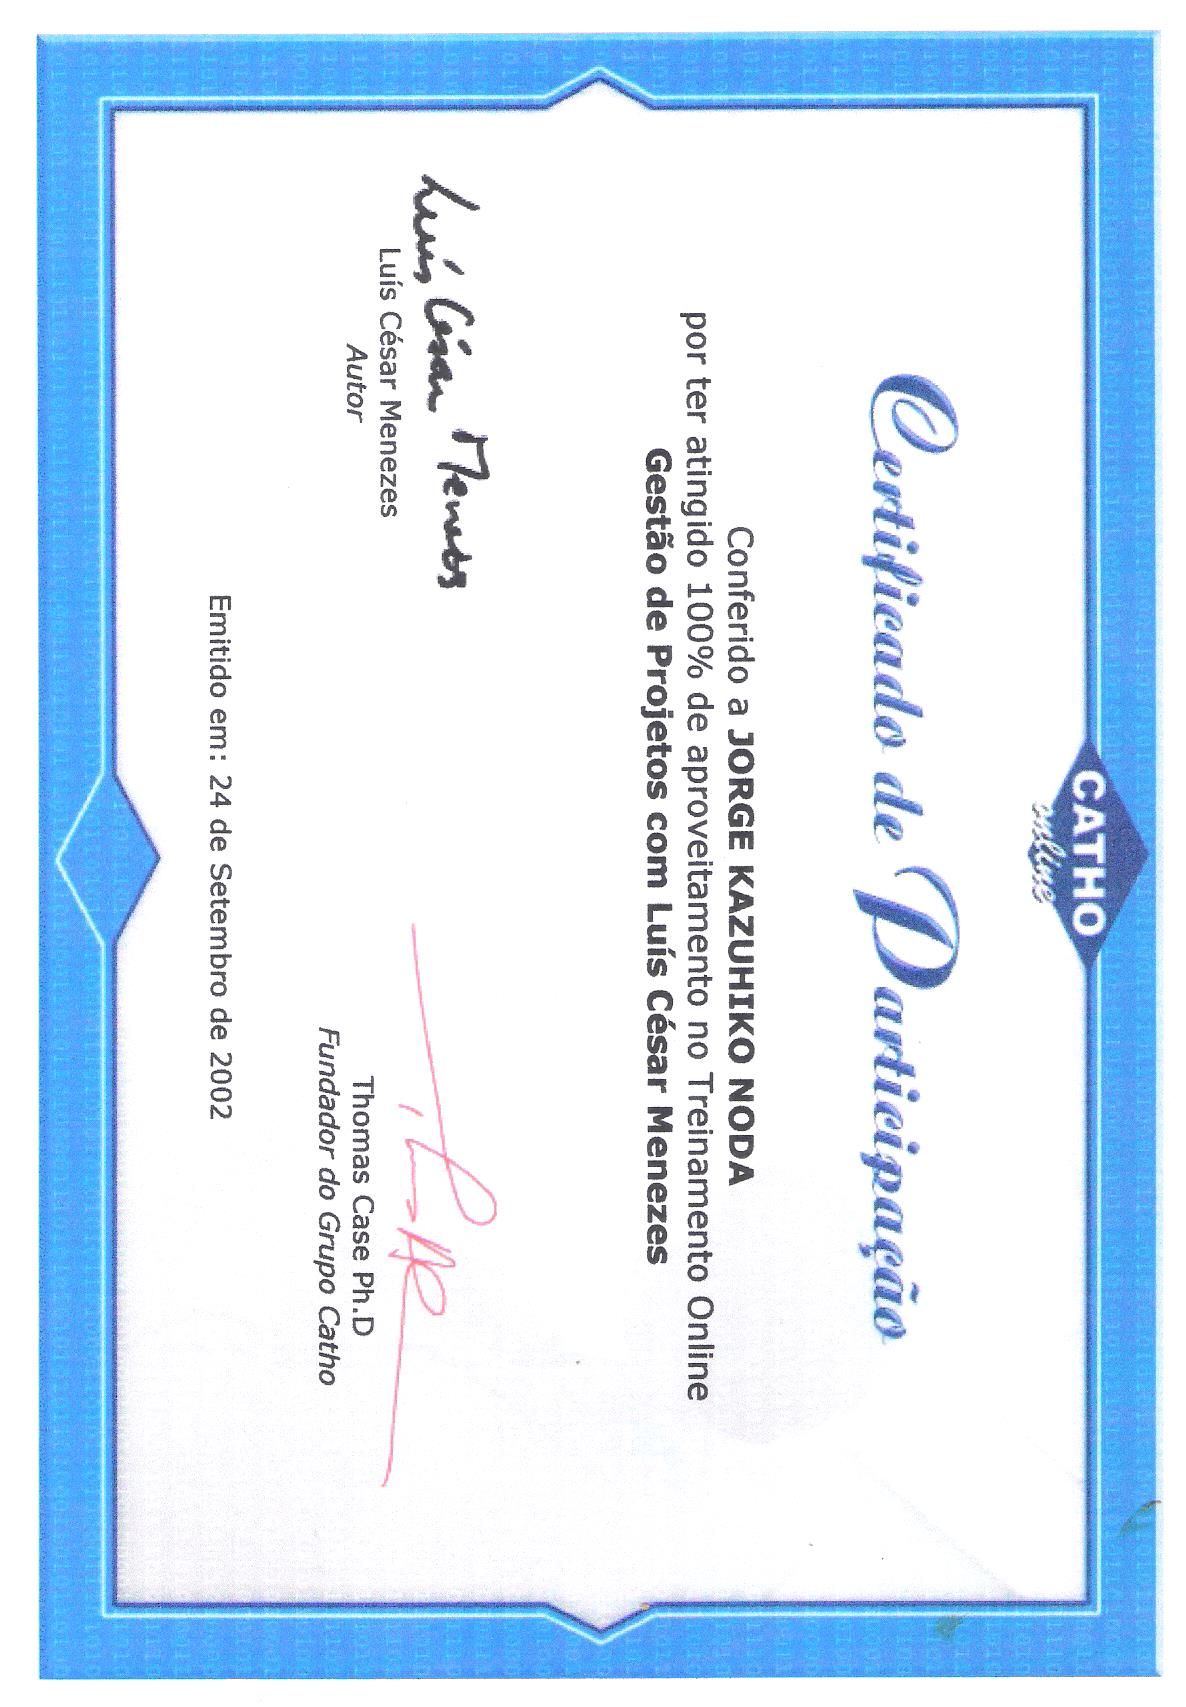 CATHO
online
Certificado de Participação
Conferido a JORGE KAZUHIKO NODA
por ter atingido 100% de aproveitamento no Treinamento Online
Gestão de Projetos com Luís César Menezes
Luís César Menezes
Luís César Menezes
Autor
Thomas Case Ph.D
Fundador do Grupo Catho
Emitido em: 24 de Setembro de 2002